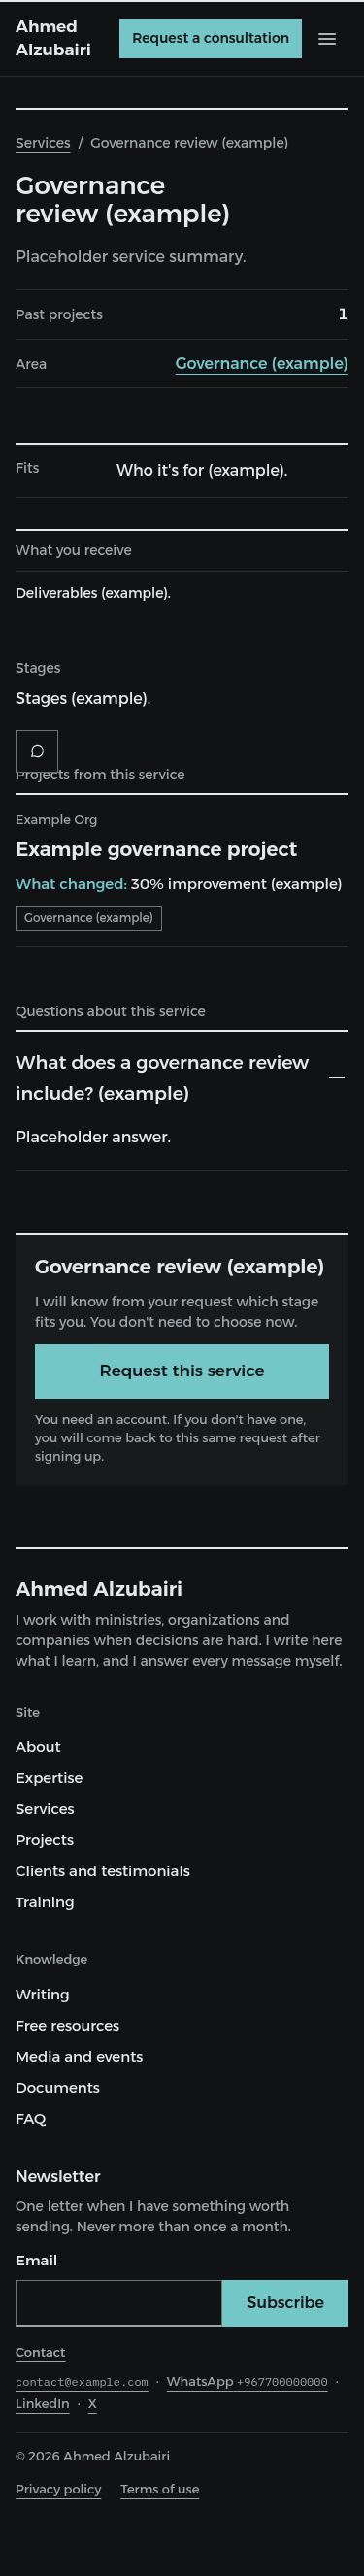 Ahmed
Alzubairi
Request a consultation
Services / Governance review (example)
Governance
review (example)
Placeholder service summary.
Past projects 1
Area Governance (example)
Fits Who it's for (example).
What you receive
Deliverables (example).
Stages
Stages (example).
Projects from this service
Example Org
Example governance project
What changed: 30% improvement (example)
Governance (example)
Questions about this service
What does a governance review
include? (example)
Placeholder answer.
Governance review (example)
I will know from your request which stage
fits you. You don't need to choose now.
Request this service
You need an account. If you don't have one,
you will come back to this same request after
signing up.
Ahmed Alzubairi
I work with ministries, organizations and
companies when decisions are hard. I write here
what I learn, and I answer every message myself.
Site
About
Expertise
Services
Projects
Clients and testimonials
Training
Knowledge
Writing
Free resources
Media and events
Documents
FAQ
Newsletter
One letter when I have something worth
sending. Never more than once a month.
Email
Subscribe
Contact
contact@example.com · WhatsApp +967700000000 ·
LinkedIn · X
© 2026 Ahmed Alzubairi
Privacy policy Terms of use